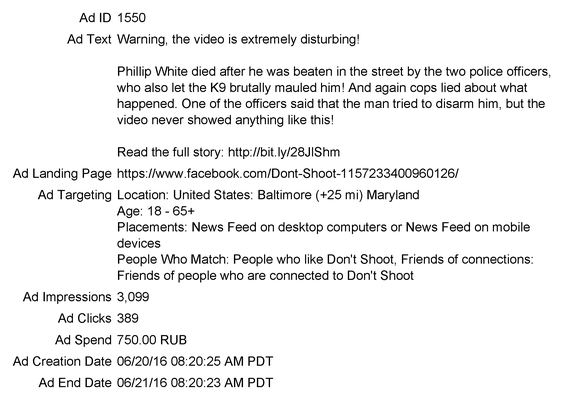 Ad ID 1550
Ad Text Warning, the video is extremely disturbing!
Phillip White died after he was beaten in the street by the two police officers,
who also let the K9 brutally mauled him! And again cops lied about what
happened. One of the officers said that the man tried to disarm him, but the
video never showed anything like this!
Read the full story: http://bit.ly/28JlShm
Ad Landing Page https://www.facebook.com/Dont-Shoot-1157233400960126/
Ad Targeting Location: United States: Baltimore (+25 mi) Maryland
Age: 18 - 65+
Placements: News Feed on desktop computers or News Feed on mobile
devices
People Who Match: People who like Don't Shoot, Friends of connections:
Friends of people who are connected to Don't Shoot
Ad Impressions 3,099
Ad Clicks 389
Ad Spend 750.00 RUB
Ad Creation Date 06/20/16 08:20:25 AM PDT
Ad End Date 06/21/16 08:20:23 AM PDT